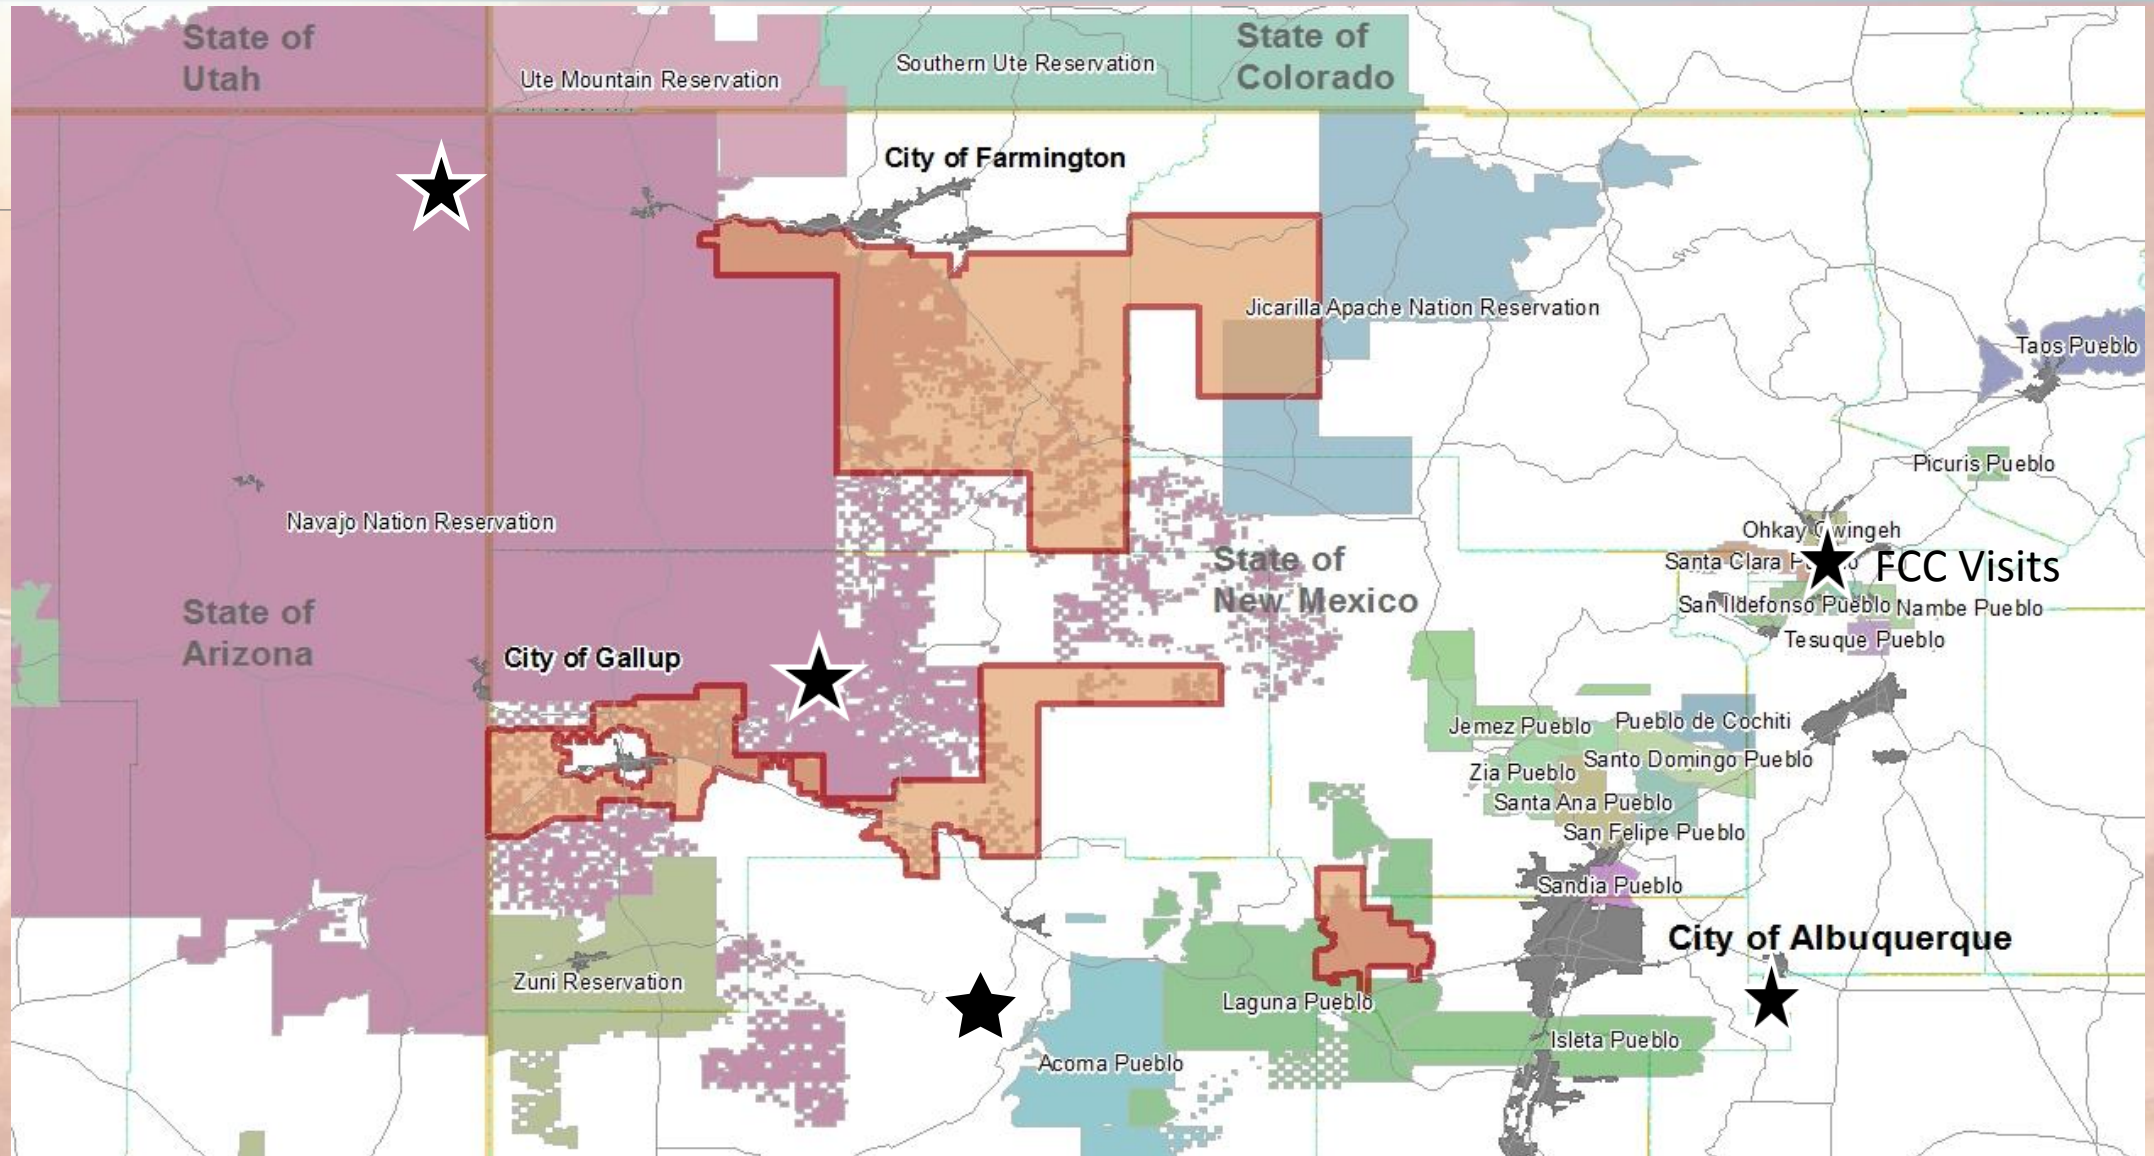 State of
Utah
Ute Mountain Reservation
Southern Ute Reservation
State of
Colorado
City of Farmington
Jicarilla Apache Nation Reservation
Taos Pueblo
Picuris Pueblo
Navajo Nation Reservation
Ohkay Owingeh
Santa Clara Pueblo
FCC Visits
State of
New Mexico
San Ildefonso Pueblo
Nambe Pueblo
Tesuque Pueblo
State of
Arizona
City of Gallup
Jemez Pueblo
Pueblo de Cochiti
Santo Domingo Pueblo
Zia Pueblo
Santa Ana Pueblo
San Felipe Pueblo
Sandia Pueblo
City of Albuquerque
Zuni Reservation
Laguna Pueblo
Isleta Pueblo
Acoma Pueblo